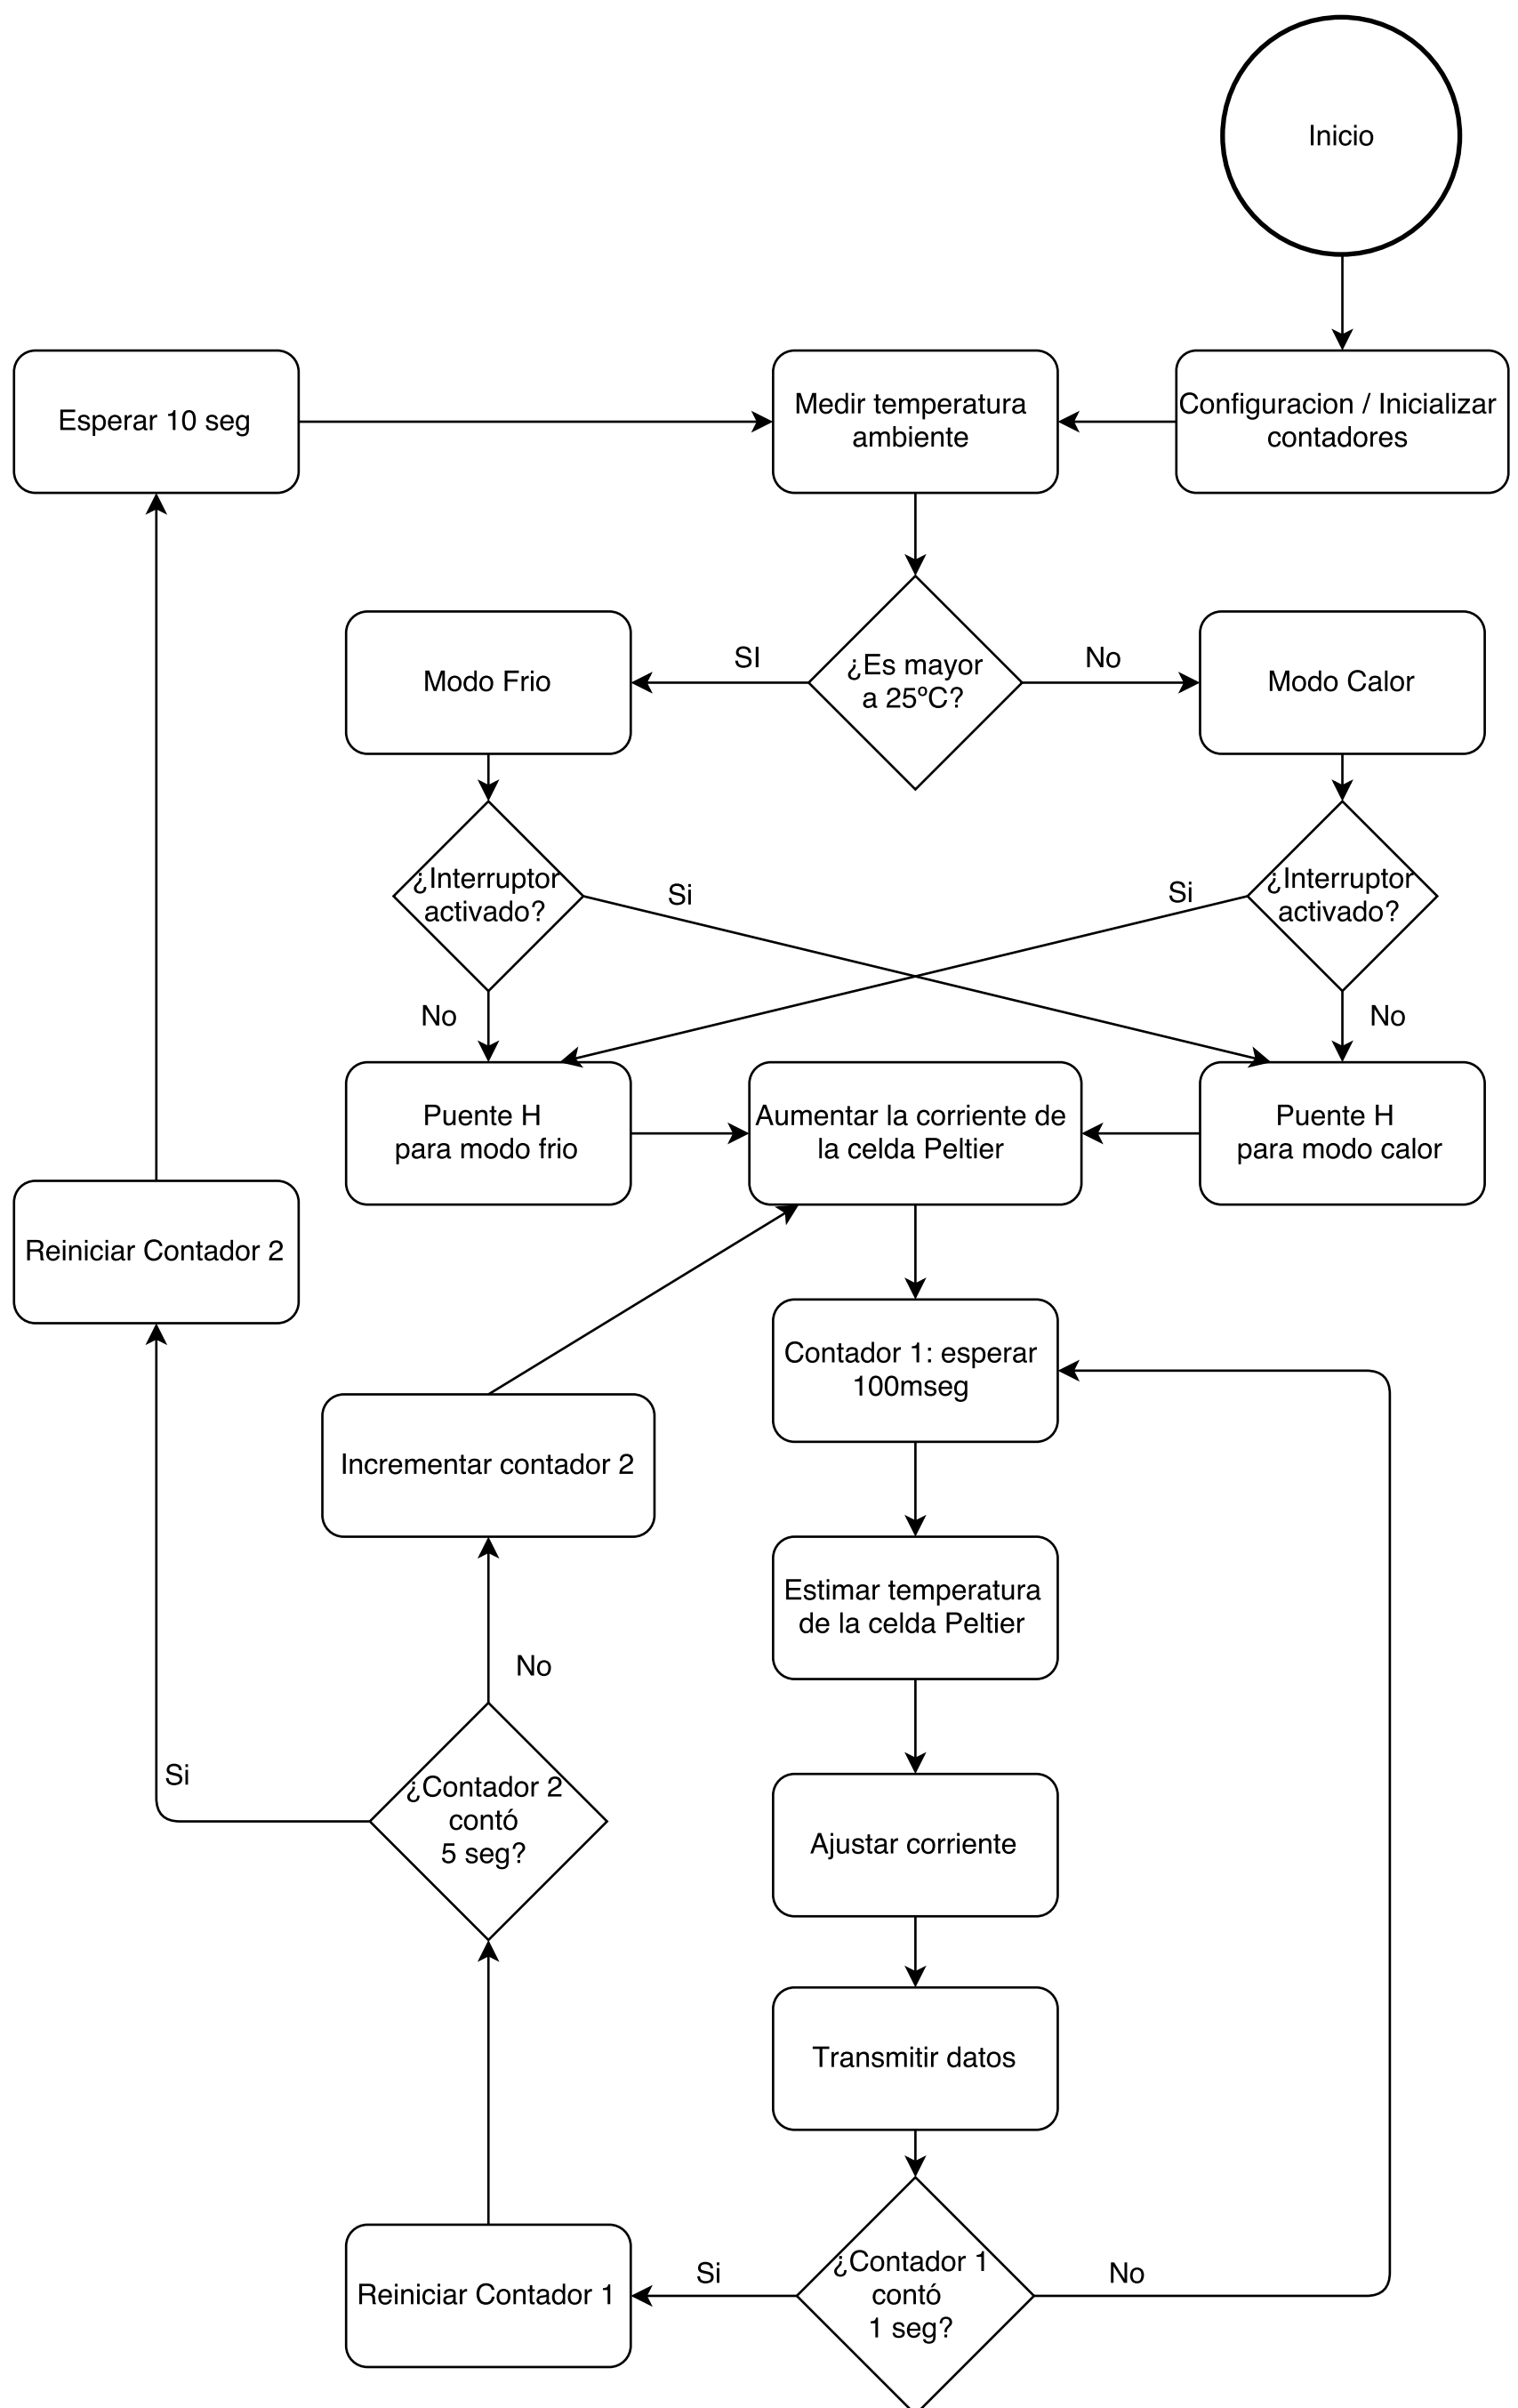 Inicio
Esperar 10 seg
Medir temperatura
ambiente
Configuracion / Inicializar
contadores
Modo Frio
SI
¿Es mayor
a 25ºC?
No
Modo Calor
¿Interruptor
activado?
Si
Si
¿Interruptor
activado?
No
No
Puente H
para modo frio
Aumentar la corriente de
la celda Peltier
Puente H
para modo calor
Reiniciar Contador 2
Contador 1: esperar
100mseg
Incrementar contador 2
Estimar temperatura
de la celda Peltier
No
Si
¿Contador 2
contó
5 seg?
Ajustar corriente
Transmitir datos
Reiniciar Contador 1
Si
¿Contador 1
contó
1 seg?
No